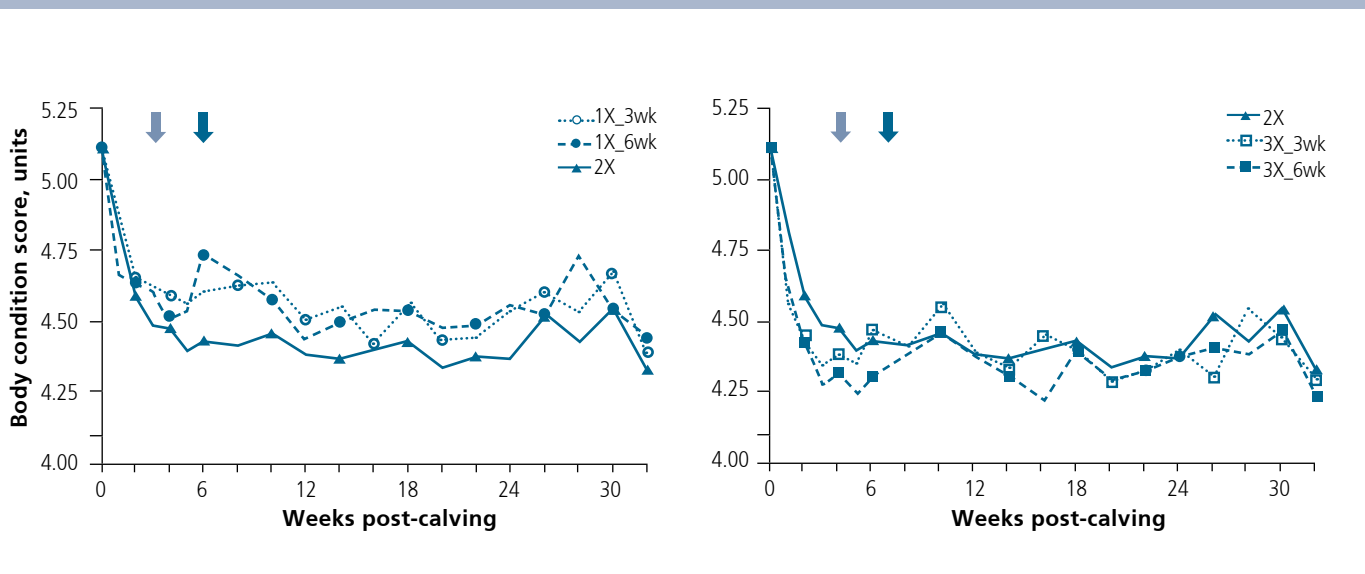 Body condition score, units
5.25
5.00
4.75
4.50
4.25
4.00
0 6 12 18 24 30
Weeks post-calving
1X_3wk
1X_6wk
2X
5.25
5.00
4.75
4.50
4.25
4.00
0 6 12 18 24 30
Weeks post-calving
2X
3X_3wk
3X_6wk